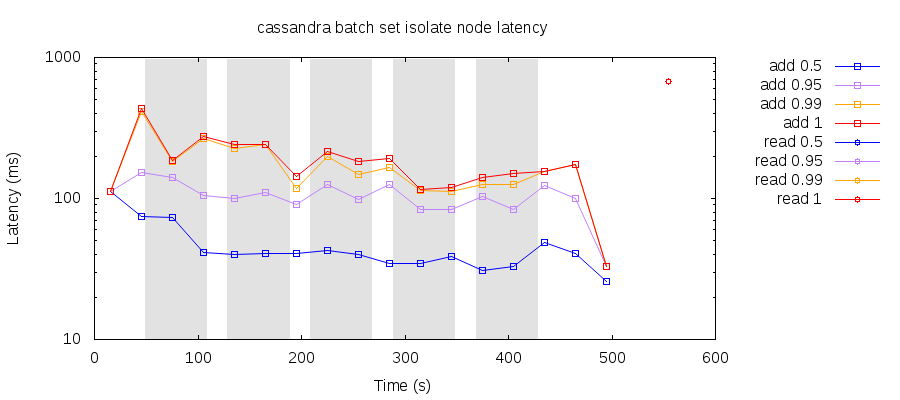 cassandra batch set isolate node latency
Latency (ms)
1000
100
10
0 100 200 300 400 500 600
Time (s)
add 0.5
add 0.95
add 0.99
add 1
read 0.5
read 0.95
read 0.99
read 1